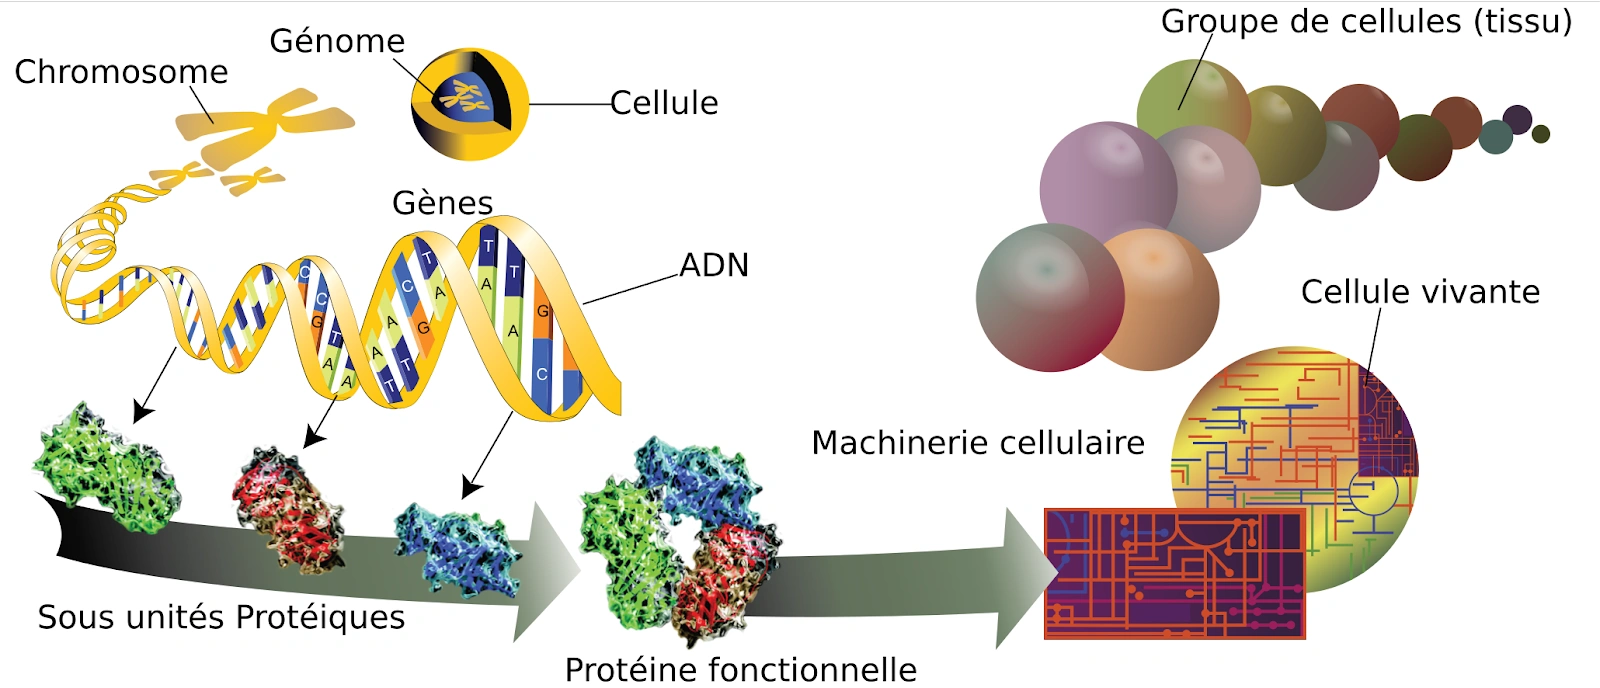 Génome
Chromosome
Cellule
Gènes
ADN
T
T
A
G
A
C
T
C
A
A
G
A
T
T
C
C
G
T
A
A
Sous unités Protéiques
Protéine fonctionnelle
Machinerie cellulaire
Groupe de cellules (tissu)
Cellule vivante